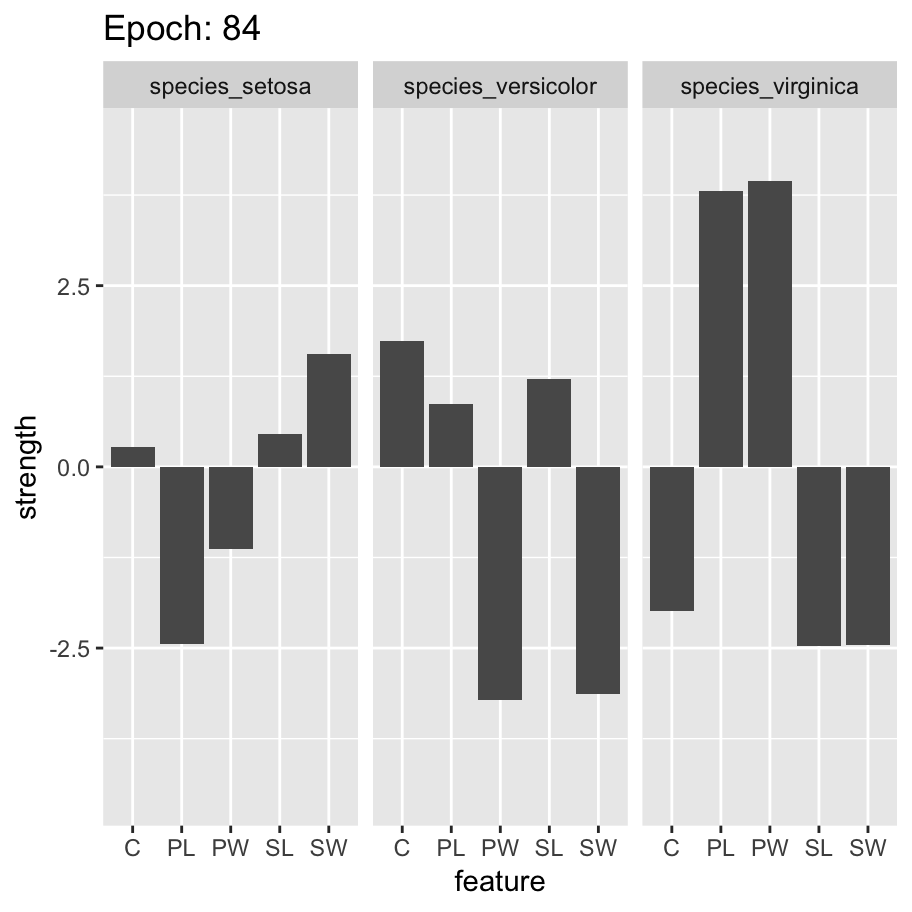 Epoch: 84
species_setosa species_versicolor species_virginica
2.5
0.0
-2.5
strength
C PL PW SL SW C PL PW SL SW C PL PW SL SW
feature